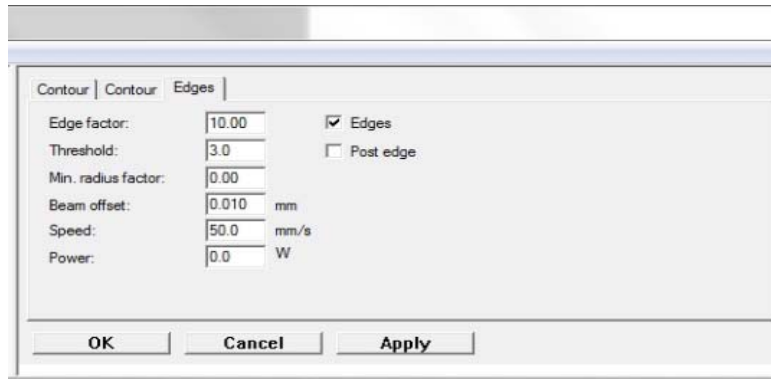 Contour Contour Edges
Edge factor: 10.00 Edges
Threshold: 3.0 Post edge
Min. radius factor: 0.00
Beam offset: 0.010 mm
Speed: 50.0 mm/s
Power: 0.0 W
OK Cancel Apply